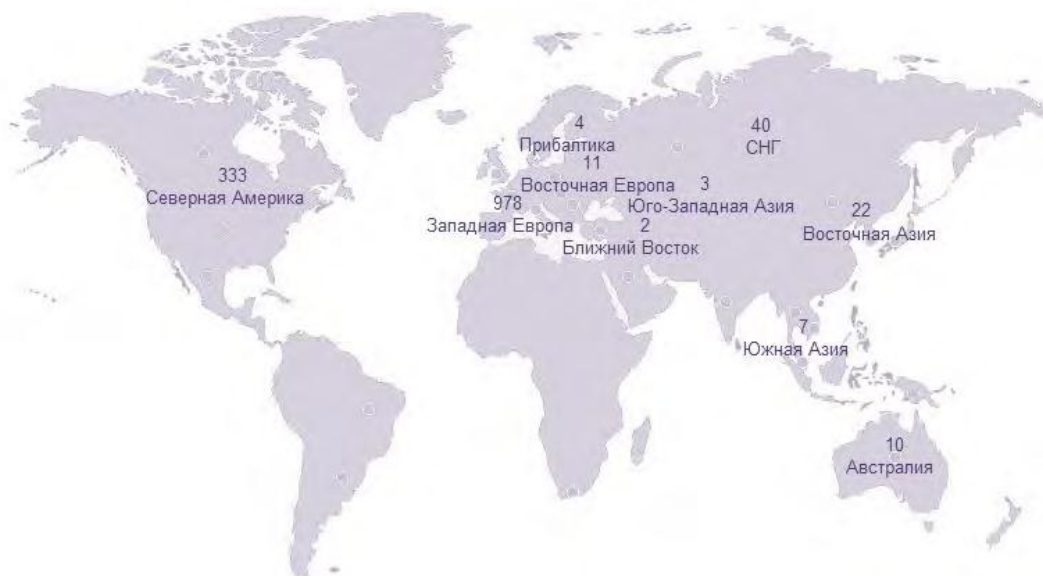 4
Прибалтика
40
СНГ
11
Восточная Европа
333
Северная Америка
3
Юго-Западная Азия
978
Западная Европа
22
Восточная Азия
2
Ближний Восток
7
Южная Азия
10
Австралия